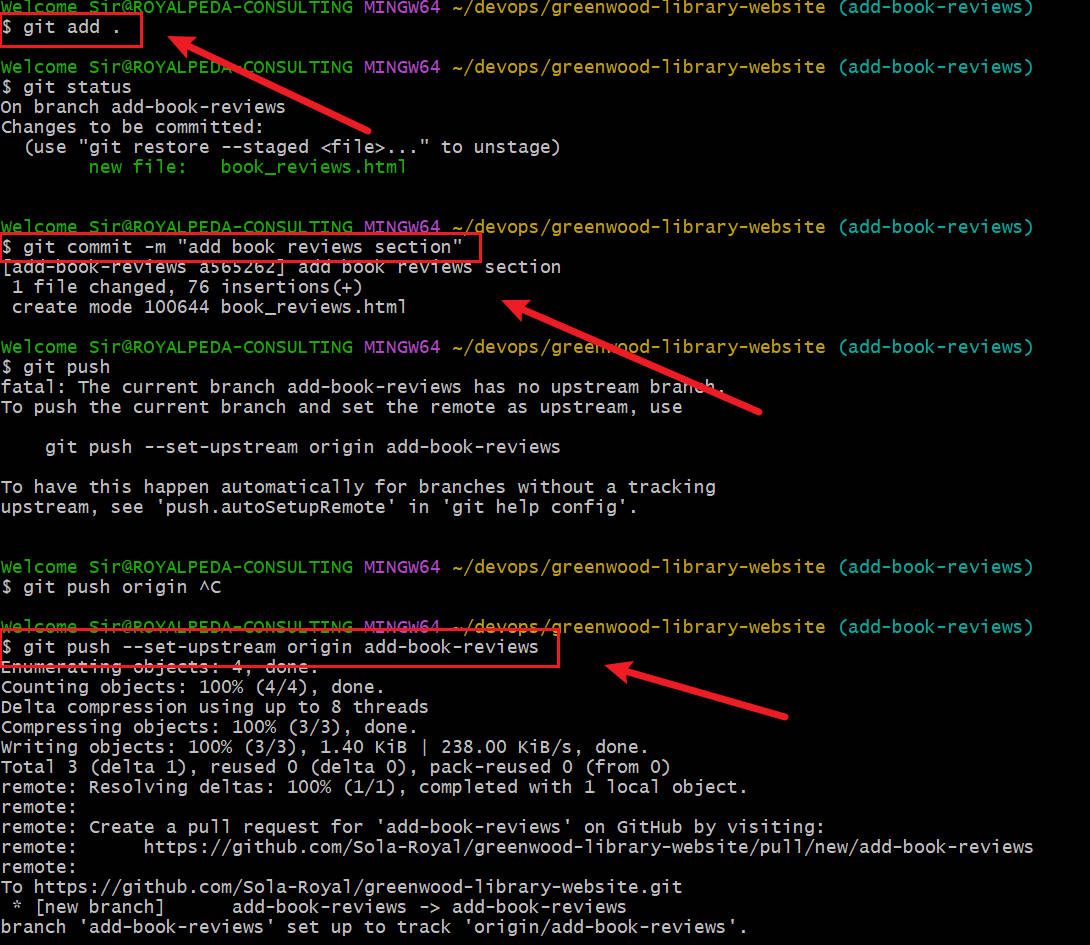 Welcome Sir@ROYALPEDA-CONSULTING MINGW64 ~/devops/greenwood-library-website (add-book-reviews)
$ git add .
Welcome Sir@ROYALPEDA-CONSULTING MINGW64 ~/devops/greenwood-library-website (add-book-reviews)
$ git status
On branch add-book-reviews
Changes to be committed:
  (use "git restore --staged <file>..." to unstage)
        new file:   book_reviews.html
Welcome Sir@ROYALPEDA-CONSULTING MINGW64 ~/devops/greenwood-library-website (add-book-reviews)
$ git commit -m "add book reviews section"
[add-book-reviews a565262] add book reviews section
 1 file changed, 76 insertions(+)
 create mode 100644 book_reviews.html
Welcome Sir@ROYALPEDA-CONSULTING MINGW64 ~/devops/greenwood-library-website (add-book-reviews)
$ git push
fatal: The current branch add-book-reviews has no upstream branch.
To push the current branch and set the remote as upstream, use
    git push --set-upstream origin add-book-reviews
To have this happen automatically for branches without a tracking
upstream, see 'push.autoSetupRemote' in 'git help config'.
Welcome Sir@ROYALPEDA-CONSULTING MINGW64 ~/devops/greenwood-library-website (add-book-reviews)
$ git push origin ^C
Welcome Sir@ROYALPEDA-CONSULTING MINGW64 ~/devops/greenwood-library-website (add-book-reviews)
$ git push --set-upstream origin add-book-reviews
Enumerating objects: 4, done.
Counting objects: 100% (4/4), done.
Delta compression using up to 8 threads
Compressing objects: 100% (3/3), done.
Writing objects: 100% (3/3), 1.40 KiB | 238.00 KiB/s, done.
Total 3 (delta 1), reused 0 (delta 0), pack-reused 0 (from 0)
remote: Resolving deltas: 100% (1/1), completed with 1 local object.
remote:
remote: Create a pull request for 'add-book-reviews' on GitHub by visiting:
remote:      https://github.com/Sola-Royal/greenwood-library-website/pull/new/add-book-reviews
remote:
To https://github.com/Sola-Royal/greenwood-library-website.git
 * [new branch]      add-book-reviews -> add-book-reviews
branch 'add-book-reviews' set up to track 'origin/add-book-reviews'.